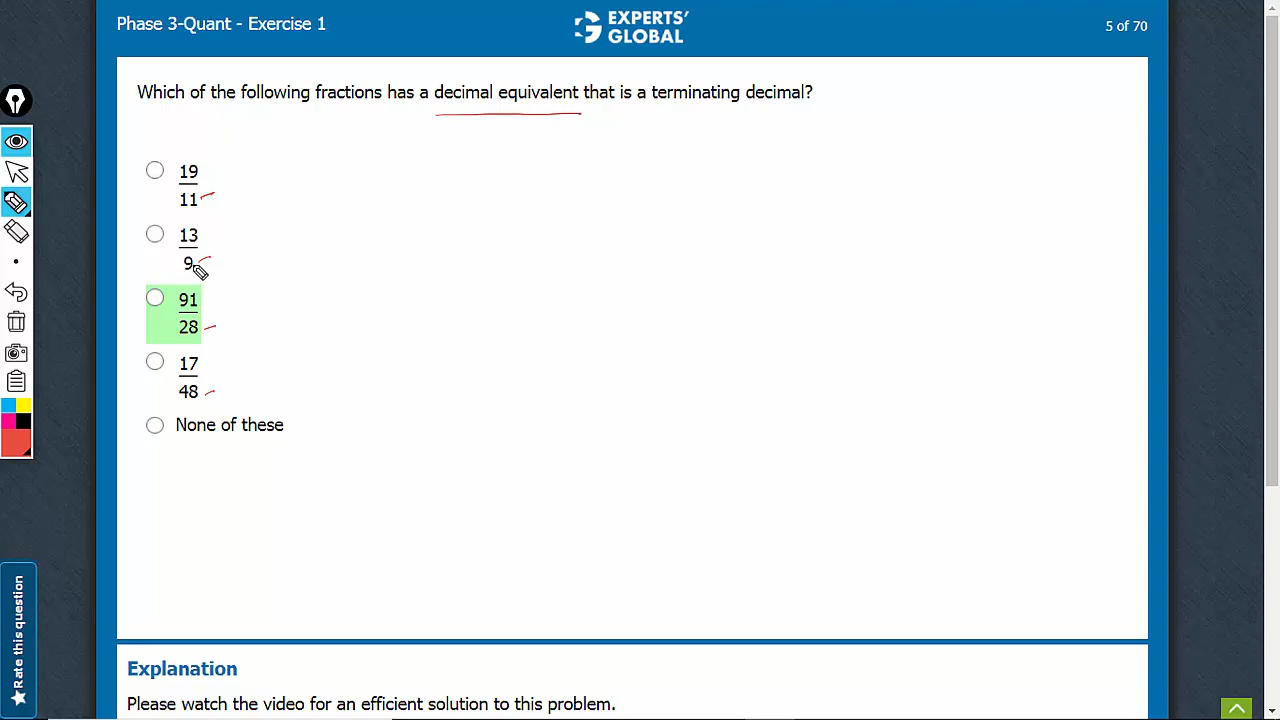 Phase 3-Quant - Exercise 1
EXPERTS'
GLOBAL
5 of 70
Which of the following fractions has a decimal equivalent that is a terminating decimal?
19
11
13
9
91
28
17
48
None of these
Rate this question
Explanation
Please watch the video for an efficient solution to this problem.